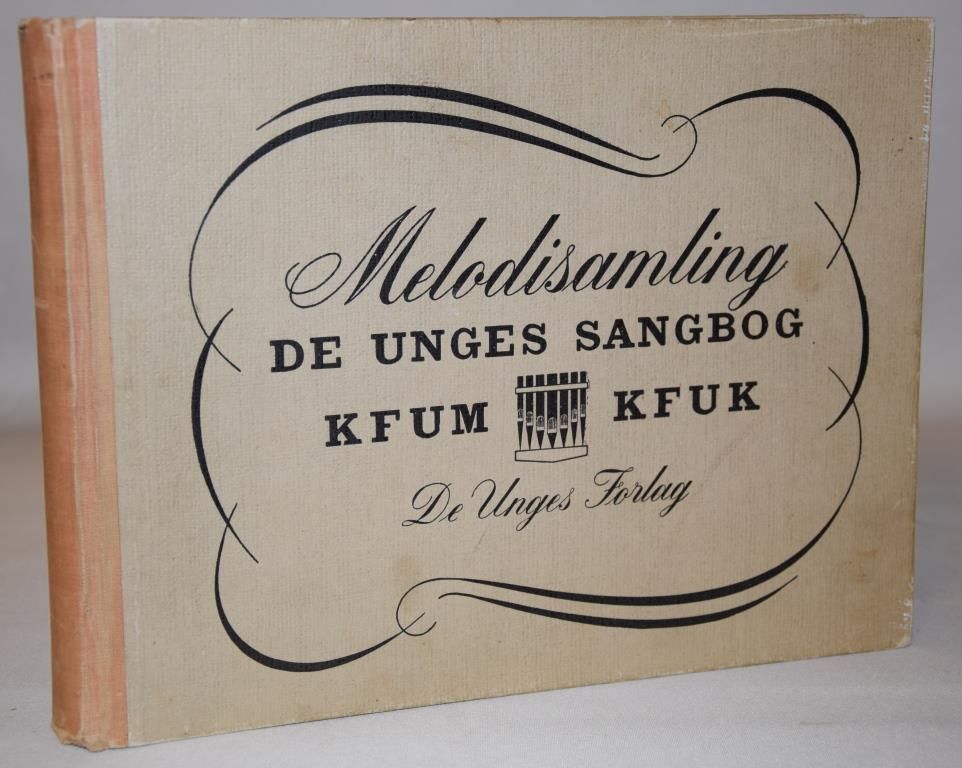 Melodisamling
DE UNGES SANGBOG
KFUM KFUK
De Unges Forlag